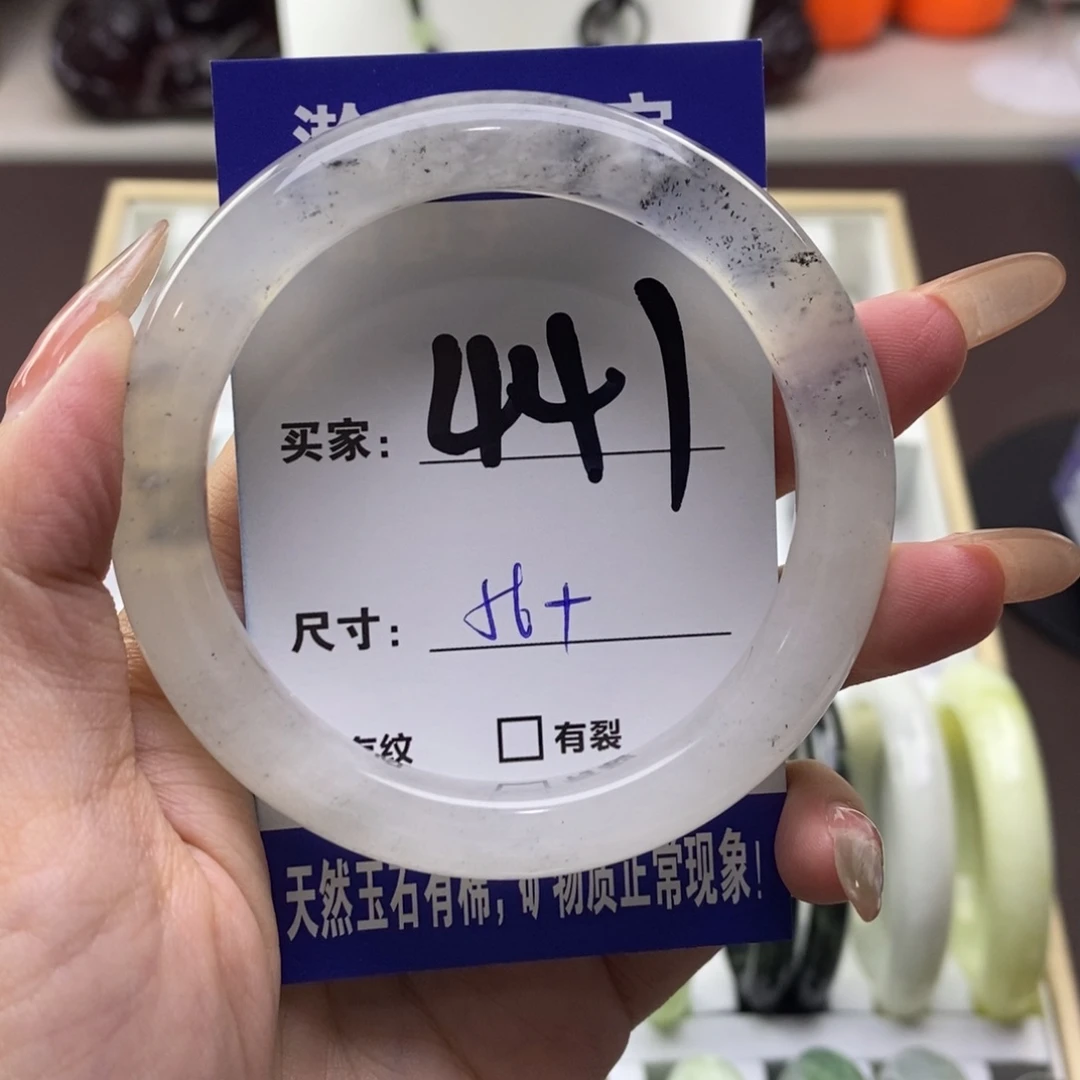 买家：441
尺寸：56+
纹 □有裂
天然玉石有棉，矿物质正常现象！